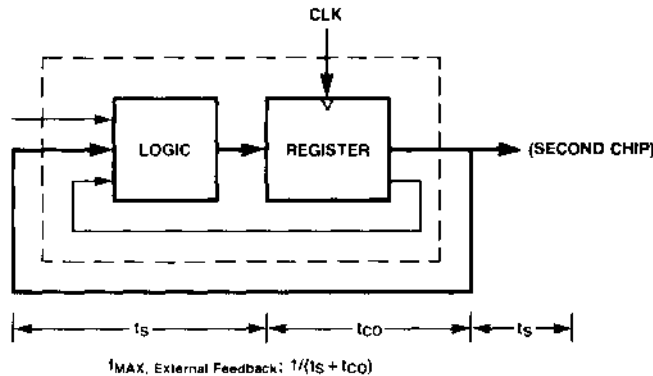 CLK
LOGIC
REGISTER
(SECOND CHIP)
tS
tCO
tS
fMAX, External Feedback; 1/(tS + tCO)